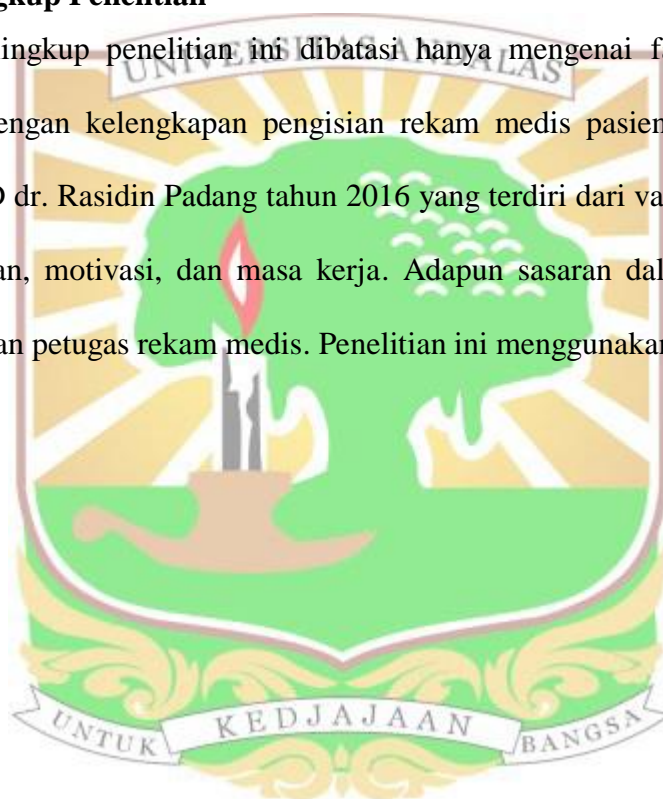 gkup Penelitian
ingkup penelitian ini dibatasi hanya mengenai fa
UNIVERSITAS ANDALAS
engan kelengkapan pengisian rekam medis pasien
dr. Rasidin Padang tahun 2016 yang terdiri dari va
an, motivasi, dan masa kerja. Adapun sasaran dal
an petugas rekam medis. Penelitian ini menggunakan
UNTUK KEDJAJAAN BANGSA